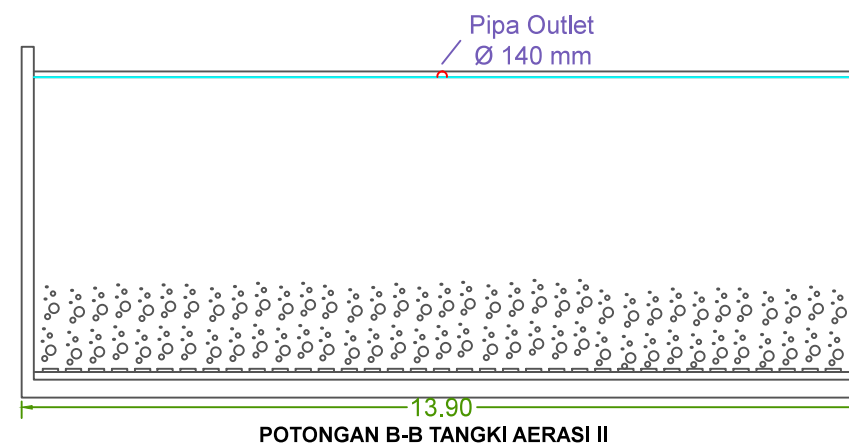 Pipa Outlet
Ø 140 mm
13.90
POTONGAN B-B TANGKI AERASI II